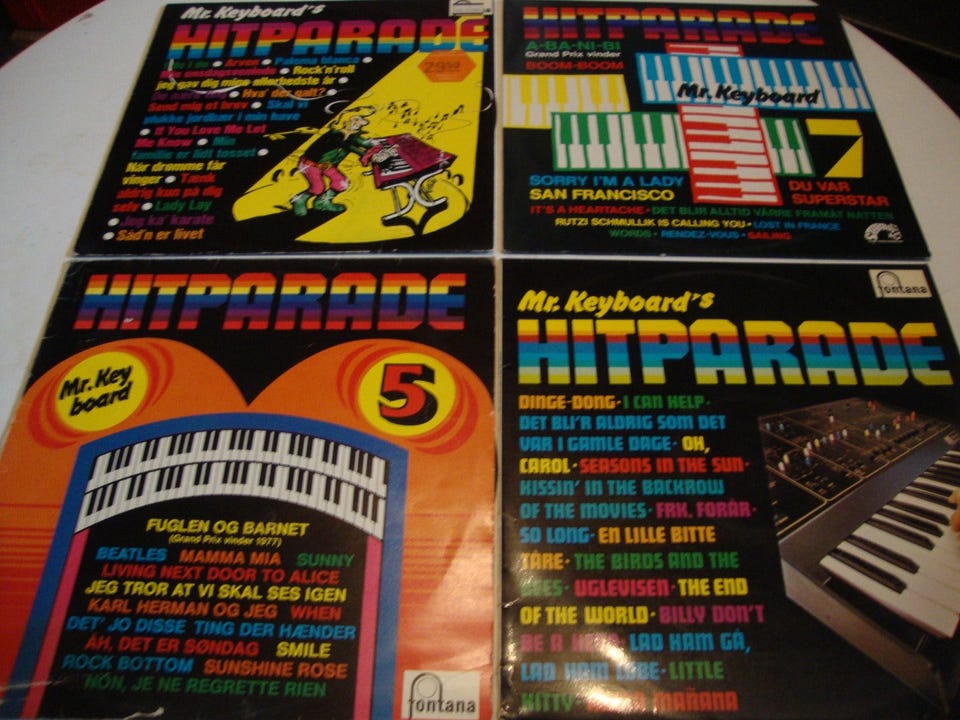 Mr. Keyboard's
HITPARADE
I do • Arven • Paloma blanca •
Min onsdagsveninde • Rock'n'roll
jeg gav dig mine allerbedste år •
Hva' der galt?
Send mig et brev • Skal vi
plukke jordbær i min have
• If You Love Me Let
Me Know • Min
familie er lidt tosset •
Når drømme får
vinger • Tænk
aldrig kun på dig
selv • Lady Lay
Jeg ka' karate
• Såd'n er livet
HITPARADE
A-BA-NI-BI
Grand Prix vinder
BOOM-BOOM
Mr. Keyboard
7
SORRY I'M A LADY
SAN FRANCISCO
DU VAR
SUPERSTAR
IT'S A HEARTACHE • DET BLIR ALLTID VÄRRE FRAMÅT NATTEN
RUTZI SCHMULLIK IS CALLING YOU • LOST IN FRANCE
WORDS • RENDEZ-VOUS • SAILING
HITPARADE
Mr. Key
board
5
FUGLEN OG BARNET
(Grand Prix vinder 1977)
BEATLES MAMMA MIA SUNNY
LIVING NEXT DOOR TO ALICE
JEG TROR AT VI SKAL SES IGEN
KARL HERMAN OG JEG WHEN
DET' JO DISSE TING DER HÆNDER
ÅH, DET ER SØNDAG SMILE
ROCK BOTTOM SUNSHINE ROSE
NON, JE NE REGRETTE RIEN
fontana
fontana
Mr. Keyboard's
HITPARADE
DINGE-DONG • I CAN HELP •
DET BLI'R ALDRIG SOM DET
VAR I GAMLE DAGE • OH,
CAROL • SEASONS IN THE SUN •
KISSIN' IN THE BACKROW
OF THE MOVIES • FRK. FORÅR •
SO LONG • EN LILLE BITTE
TÅRE • THE BIRDS AND THE
BEES • UGLEVISEN • THE END
OF THE WORLD • BILLY DON'T
BE A HERO • LAD HAM GÅ,
LAD HAM LØBE • LITTLE
KITTY • MAÑANA